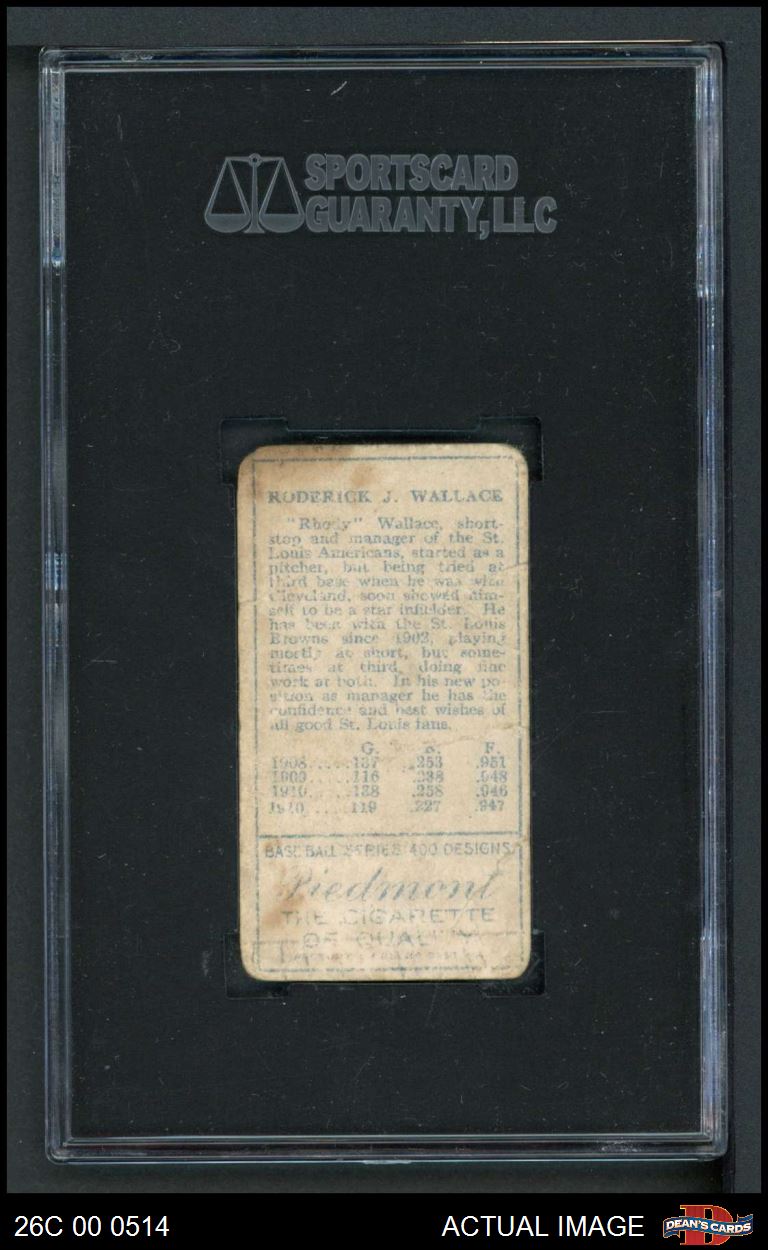 SPORTSCARD
GUARANTY, LLC
RODERICK J. WALLACE
"Rhody" Wallace, short-
stop and manager of the St.
Louis Americans, started as a
pitcher, but being tried at
third base when he was with
Cleveland, soon showed him-
self to be a star infielder. He
has been with the St. Louis
Browns since 1902, playing
mostly at short, but some-
times at third, doing fine
work at both. In his new po-
sition as manager he has the
confidence and best wishes of
all good St. Louis fans.
G. B. F.
1908.....137 .253 .951
1909.....116 .238 .948
1910.....138 .258 .946
1910.....119 .227 .947
BASE BALL SERIES 400 DESIGNS
Piedmont
THE CIGARETTE
OF QUALITY
26C 00 0514
ACTUAL IMAGE
DEAN'S CARDS